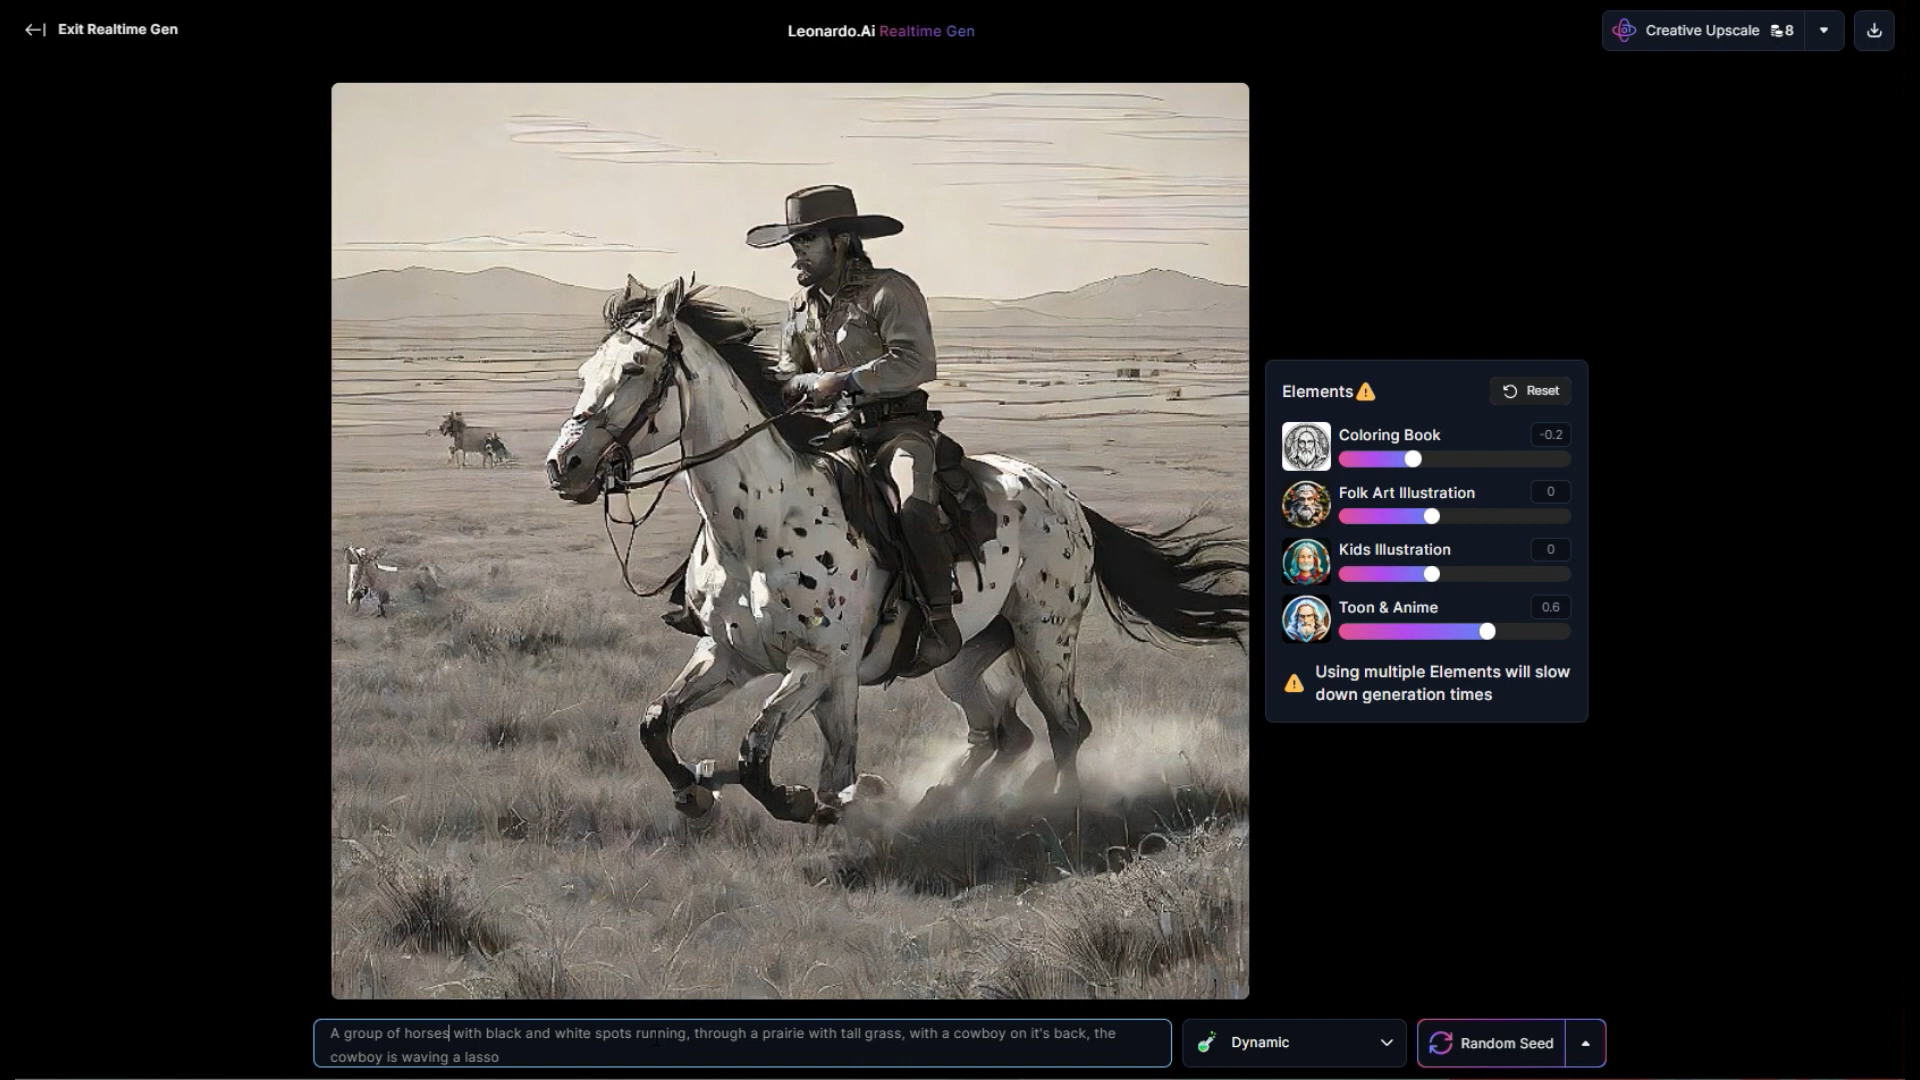 Exit Realtime Gen
Leonardo.Ai Realtime Gen
Creative Upscale 8
Elements
Reset
Coloring Book -0.2
Folk Art Illustration 0
Kids Illustration 0
Toon & Anime 0.6
Using multiple Elements will slow
down generation times
A group of horses with black and white spots running, through a prairie with tall grass, with a cowboy on it's back, the
cowboy is waving a lasso
Dynamic
Random Seed